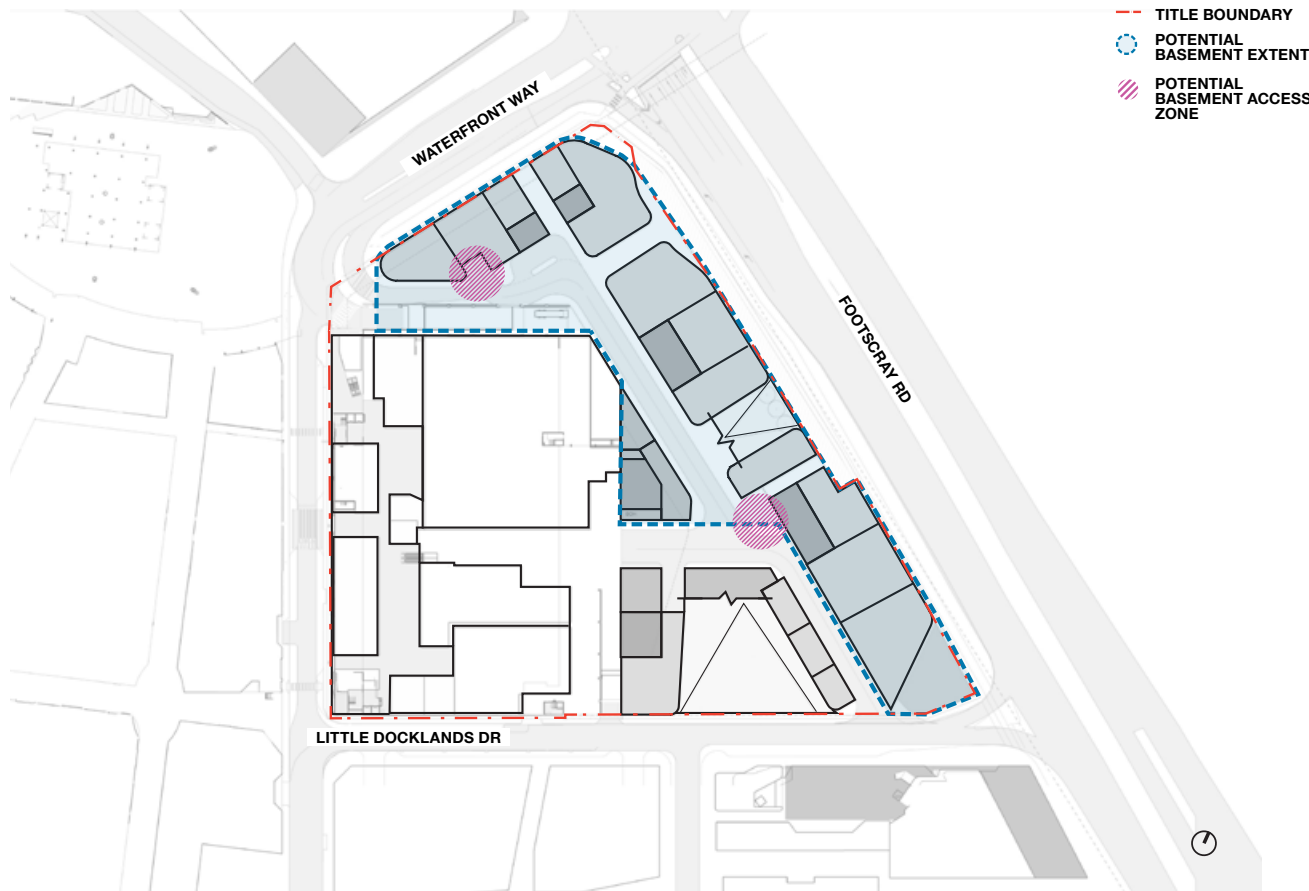 TITLE BOUNDARY
POTENTIAL
BASEMENT EXTENT
POTENTIAL
BASEMENT ACCESS
ZONE
WATERFRONT WAY
FOOTSCRAY RD
LITTLE DOCKLANDS DR